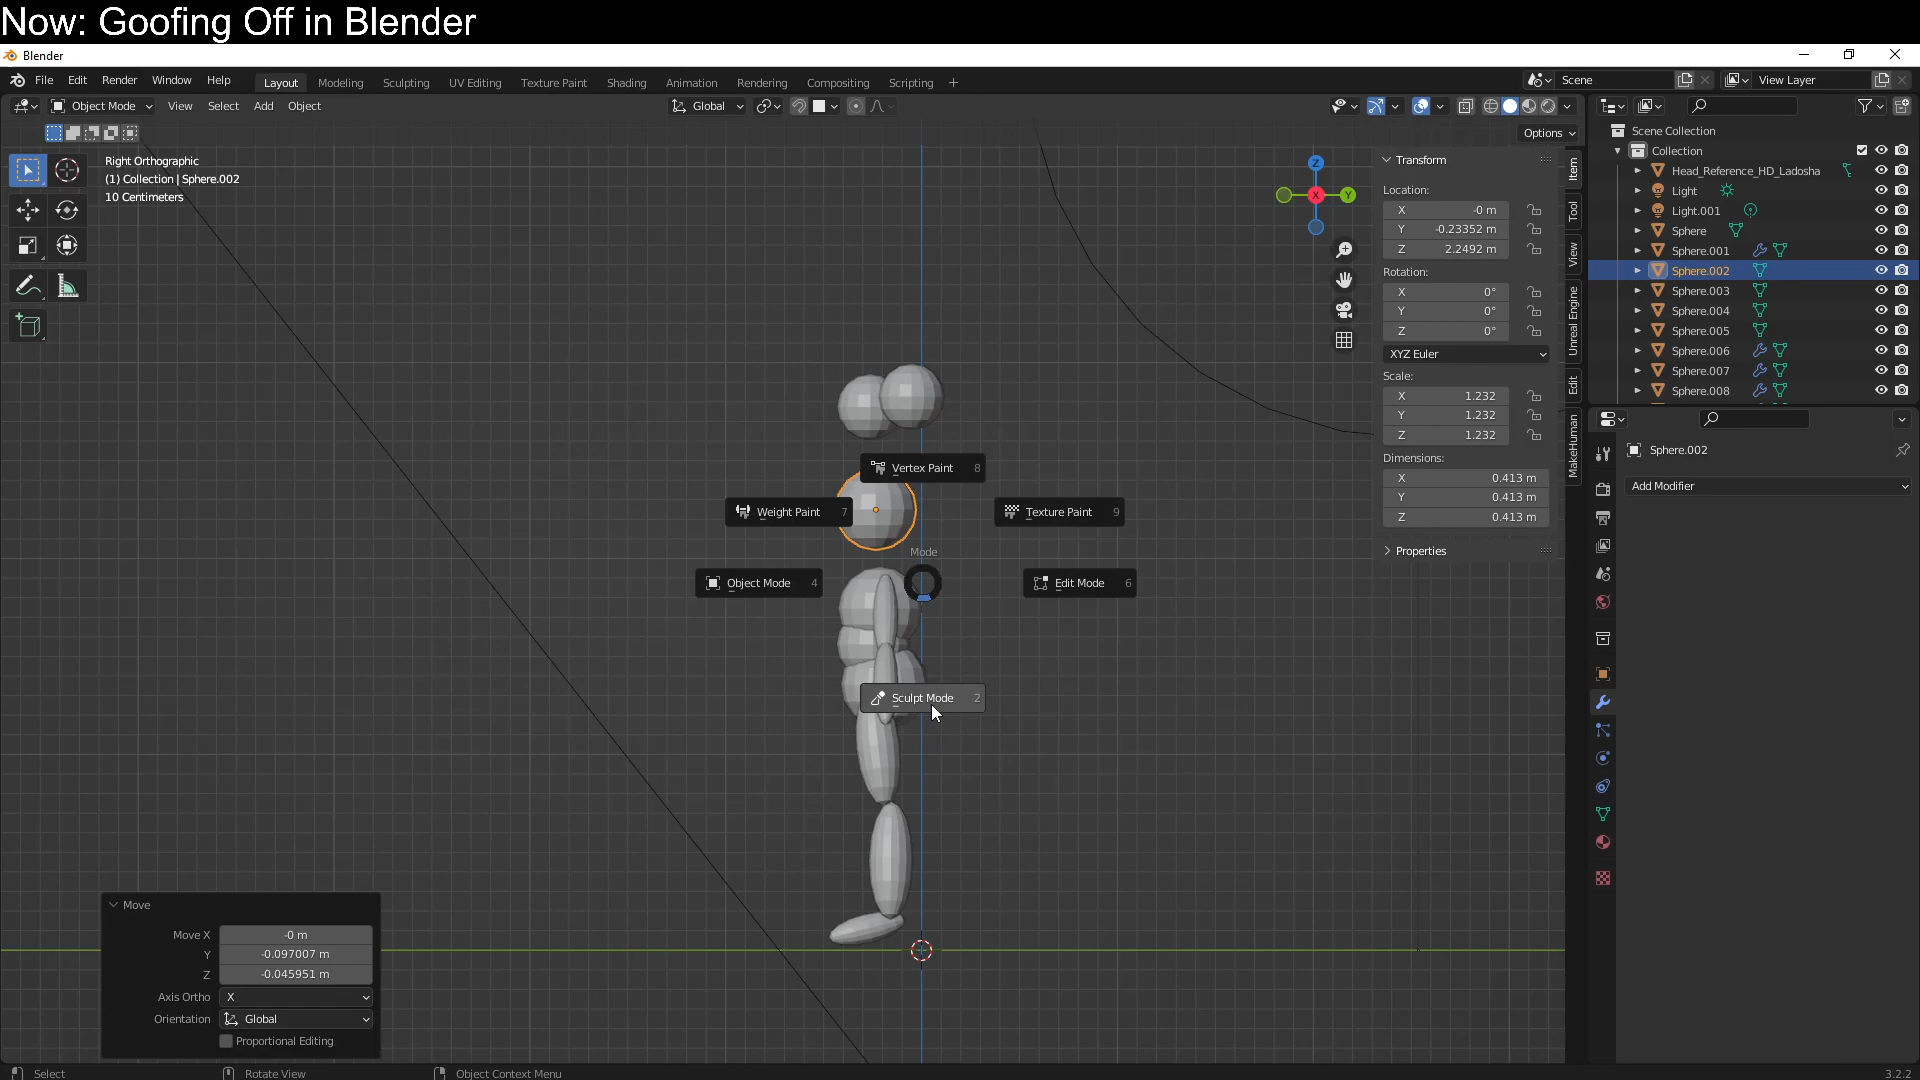 Now: Goofing Off in Blender
Blender
File Edit Render Window Help
Layout Modeling Sculpting UV Editing Texture Paint Shading Animation Rendering Compositing Scripting +
Scene
View Layer
Object Mode View Select Add Object
Global
Options
Right Orthographic
(1) Collection | Sphere.002
10 Centimeters
Z
X
Y
Transform
Location:
X -0 m
Y -0.23352 m
Z 2.2492 m
Rotation:
X 0°
Y 0°
Z 0°
XYZ Euler
Scale:
X 1.232
Y 1.232
Z 1.232
Dimensions:
X 0.413 m
Y 0.413 m
Z 0.413 m
Properties
Item
Tool
View
Unreal Engine
Edit
MakeHuman
Scene Collection
Collection
Head_Reference_HD_Ladosha
Light
Light.001
Sphere
Sphere.001
Sphere.002
Sphere.003
Sphere.004
Sphere.005
Sphere.006
Sphere.007
Sphere.008
Sphere.002
Add Modifier
Vertex Paint 8
Weight Paint 7
Texture Paint 9
Mode
Object Mode 4
Edit Mode 6
Sculpt Mode 2
Move
Move X -0 m
Y -0.097007 m
Z -0.045951 m
Axis Ortho X
Orientation Global
Proportional Editing
Select
Rotate View
Object Context Menu
3.2.2